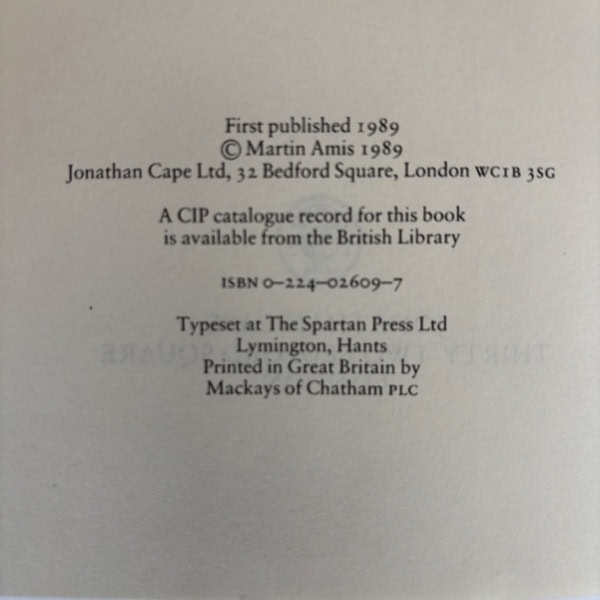 First published 1989
© Martin Amis 1989
Jonathan Cape Ltd, 32 Bedford Square, London WC1B 3SG
A CIP catalogue record for this book
is available from the British Library
ISBN 0–224–02609–7
Typeset at The Spartan Press Ltd
Lymington, Hants
Printed in Great Britain by
Mackays of Chatham PLC